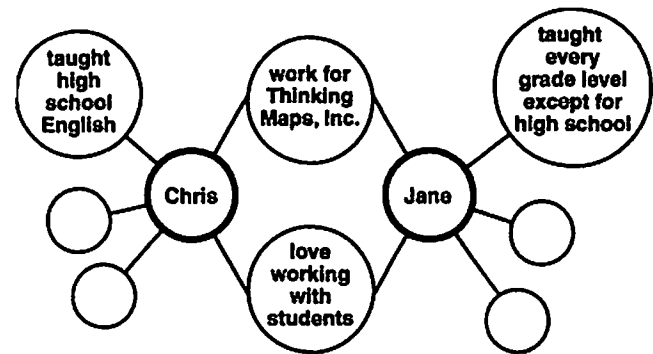 taught
high
school
English
work for
Thinking
Maps, Inc.
taught
every
grade level
except for
high school
Chris
Jane
love
working
with
students